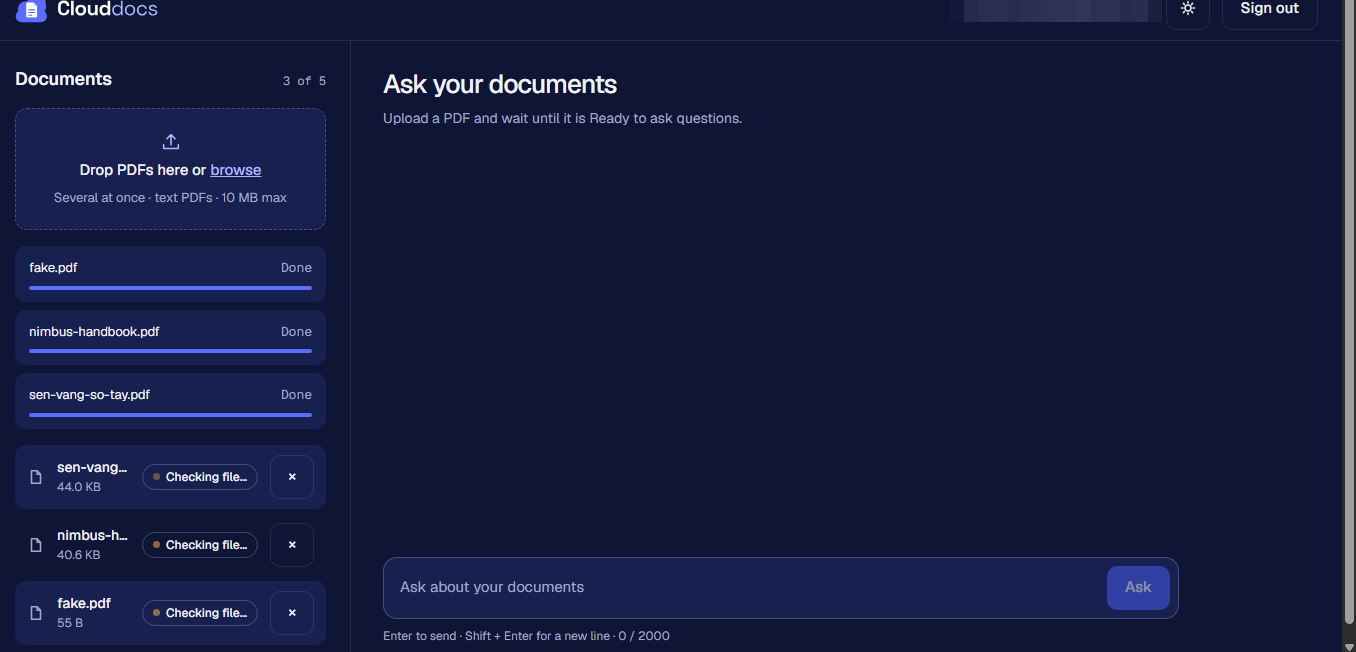 Clouddocs
Sign out
Documents
3 of 5
Drop PDFs here or browse
Several at once · text PDFs · 10 MB max
fake.pdf
Done
nimbus-handbook.pdf
Done
sen-vang-so-tay.pdf
Done
sen-vang...
44.0 KB
Checking file...
×
nimbus-h...
40.6 KB
Checking file...
×
fake.pdf
55 B
Checking file...
×
Ask your documents
Upload a PDF and wait until it is Ready to ask questions.
Ask about your documents
Ask
Enter to send · Shift + Enter for a new line · 0 / 2000